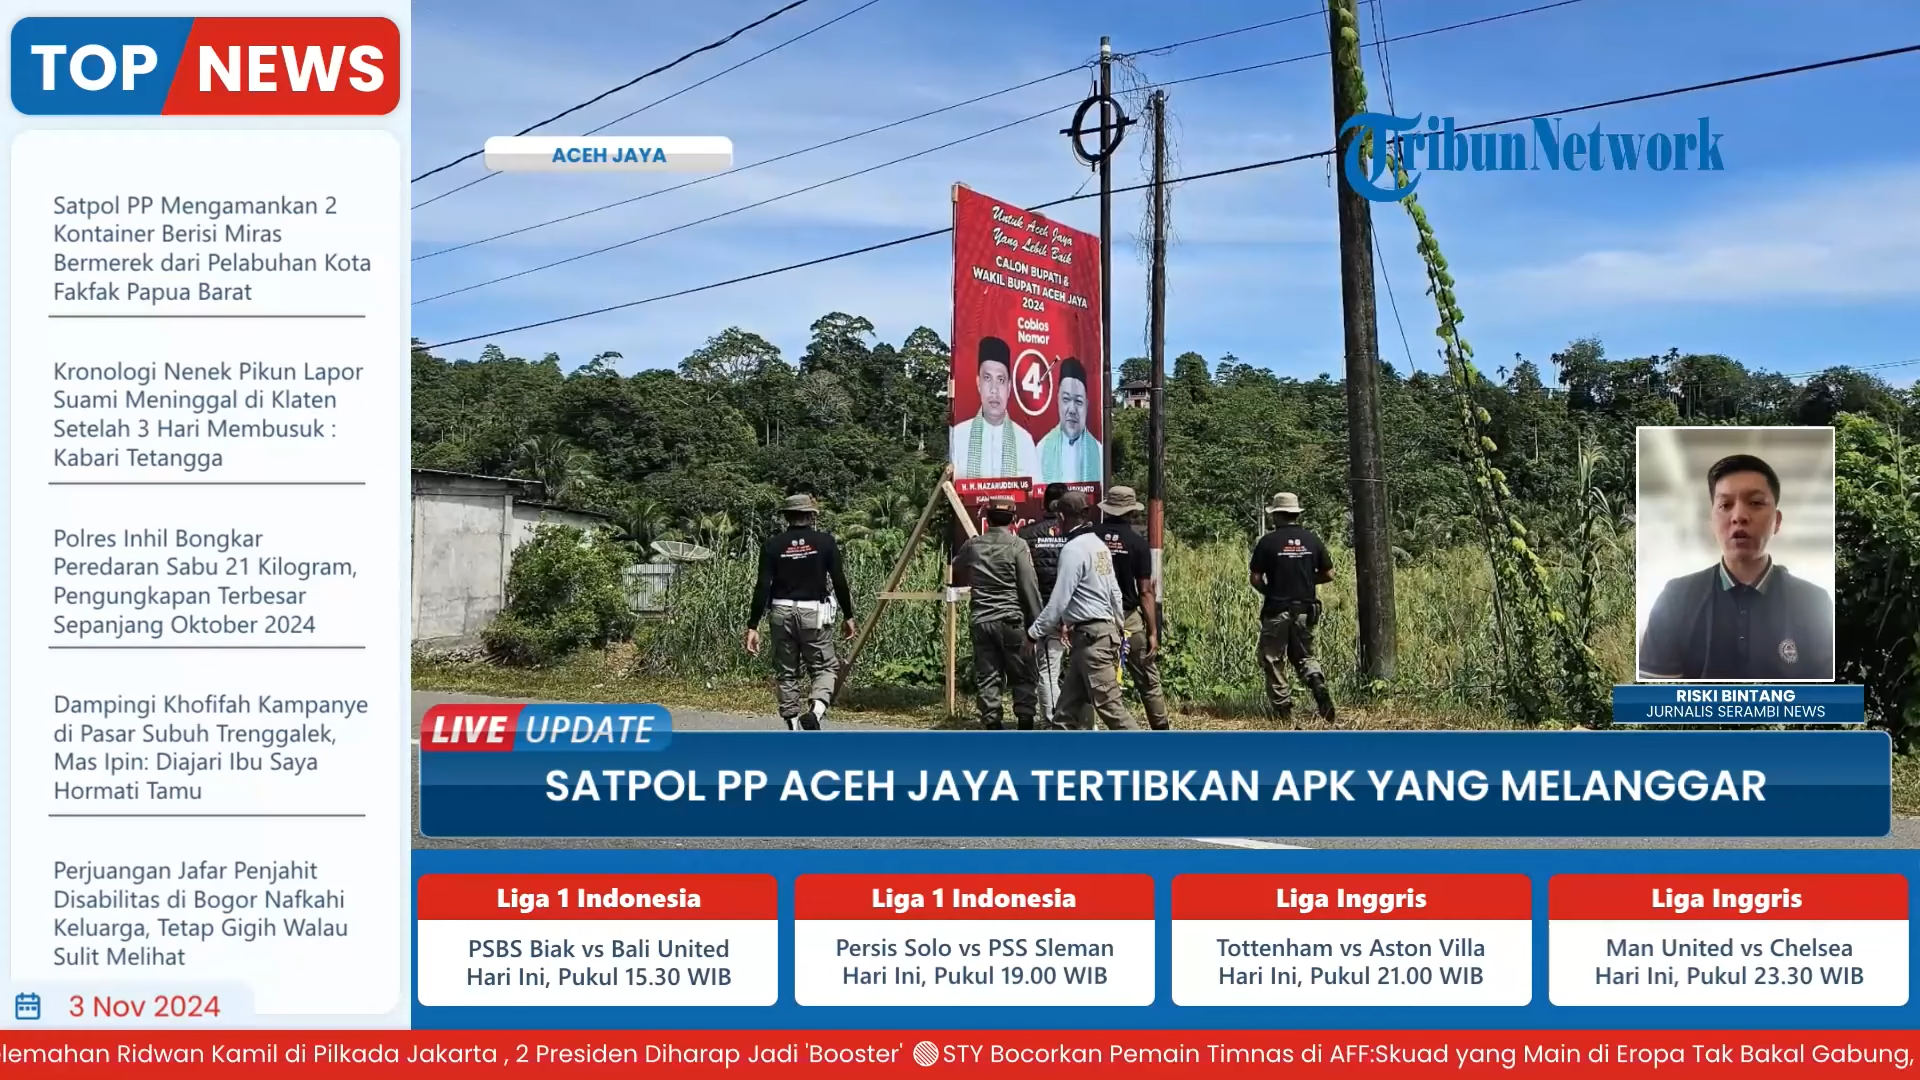 TOP NEWS
Satpol PP Mengamankan 2
Kontainer Berisi Miras
Bermerek dari Pelabuhan Kota
Fakfak Papua Barat
Kronologi Nenek Pikun Lapor
Suami Meninggal di Klaten
Setelah 3 Hari Membusuk :
Kabari Tetangga
Polres Inhil Bongkar
Peredaran Sabu 21 Kilogram,
Pengungkapan Terbesar
Sepanjang Oktober 2024
Dampingi Khofifah Kampanye
di Pasar Subuh Trenggalek,
Mas Ipin: Diajari Ibu Saya
Hormati Tamu
Perjuangan Jafar Penjahit
Disabilitas di Bogor Nafkahi
Keluarga, Tetap Gigih Walau
Sulit Melihat
3 Nov 2024
ACEH JAYA
TribunNetwork
Untuk Aceh Jaya
Yang Lebih Baik
CALON BUPATI &
WAKIL BUPATI ACEH JAYA
2024
Coblos
Nomor
4
H. M. NAZARUDDIN, US
RISKI BINTANG
JURNALIS SERAMBI NEWS
LIVE UPDATE
SATPOL PP ACEH JAYA TERTIBKAN APK YANG MELANGGAR
Liga 1 Indonesia
PSBS Biak vs Bali United
Hari Ini, Pukul 15.30 WIB
Liga 1 Indonesia
Persis Solo vs PSS Sleman
Hari Ini, Pukul 19.00 WIB
Liga Inggris
Tottenham vs Aston Villa
Hari Ini, Pukul 21.00 WIB
Liga Inggris
Man United vs Chelsea
Hari Ini, Pukul 23.30 WIB
elemahan Ridwan Kamil di Pilkada Jakarta , 2 Presiden Diharap Jadi 'Booster' STY Bocorkan Pemain Timnas di AFF:Skuad yang Main di Eropa Tak Bakal Gabung,